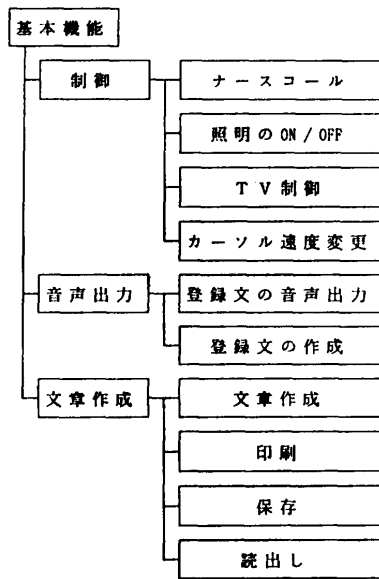 基本機能
制御
ナースコール
照明のON/OFF
TV制御
カーソル速度変更
音声出力
登録文の音声出力
登録文の作成
文章作成
文章作成
印刷
保存
読出し